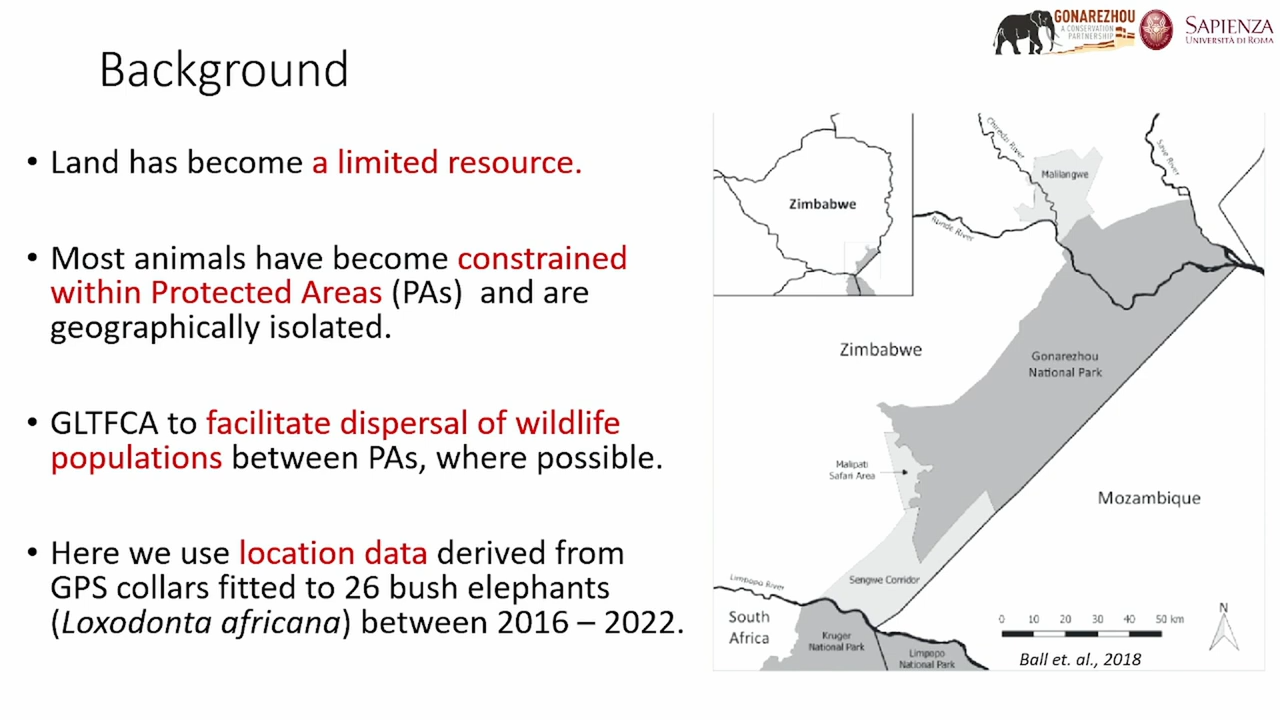 GONAREZHOU
A CONSERVATION
PARTNERSHIP
SAPIENZA
UNIVERSITÀ DI ROMA
Background
• Land has become a limited resource.
• Most animals have become constrained
within Protected Areas (PAs) and are
geographically isolated.
• GLTFCA to facilitate dispersal of wildlife
populations between PAs, where possible.
• Here we use location data derived from
GPS collars fitted to 26 bush elephants
(Loxodonta africana) between 2016 – 2022.
Zimbabwe
Chiredzi River
Malilangwe
Save River
Runde River
Zimbabwe
Gonarezhou
National Park
Malipati
Safari Area
Mozambique
Sengwe Corridor
Limpopo River
South
Africa
Kruger
National Park
Limpopo
National Park
0 10 20 30 40 50 km
N
Ball et. al., 2018